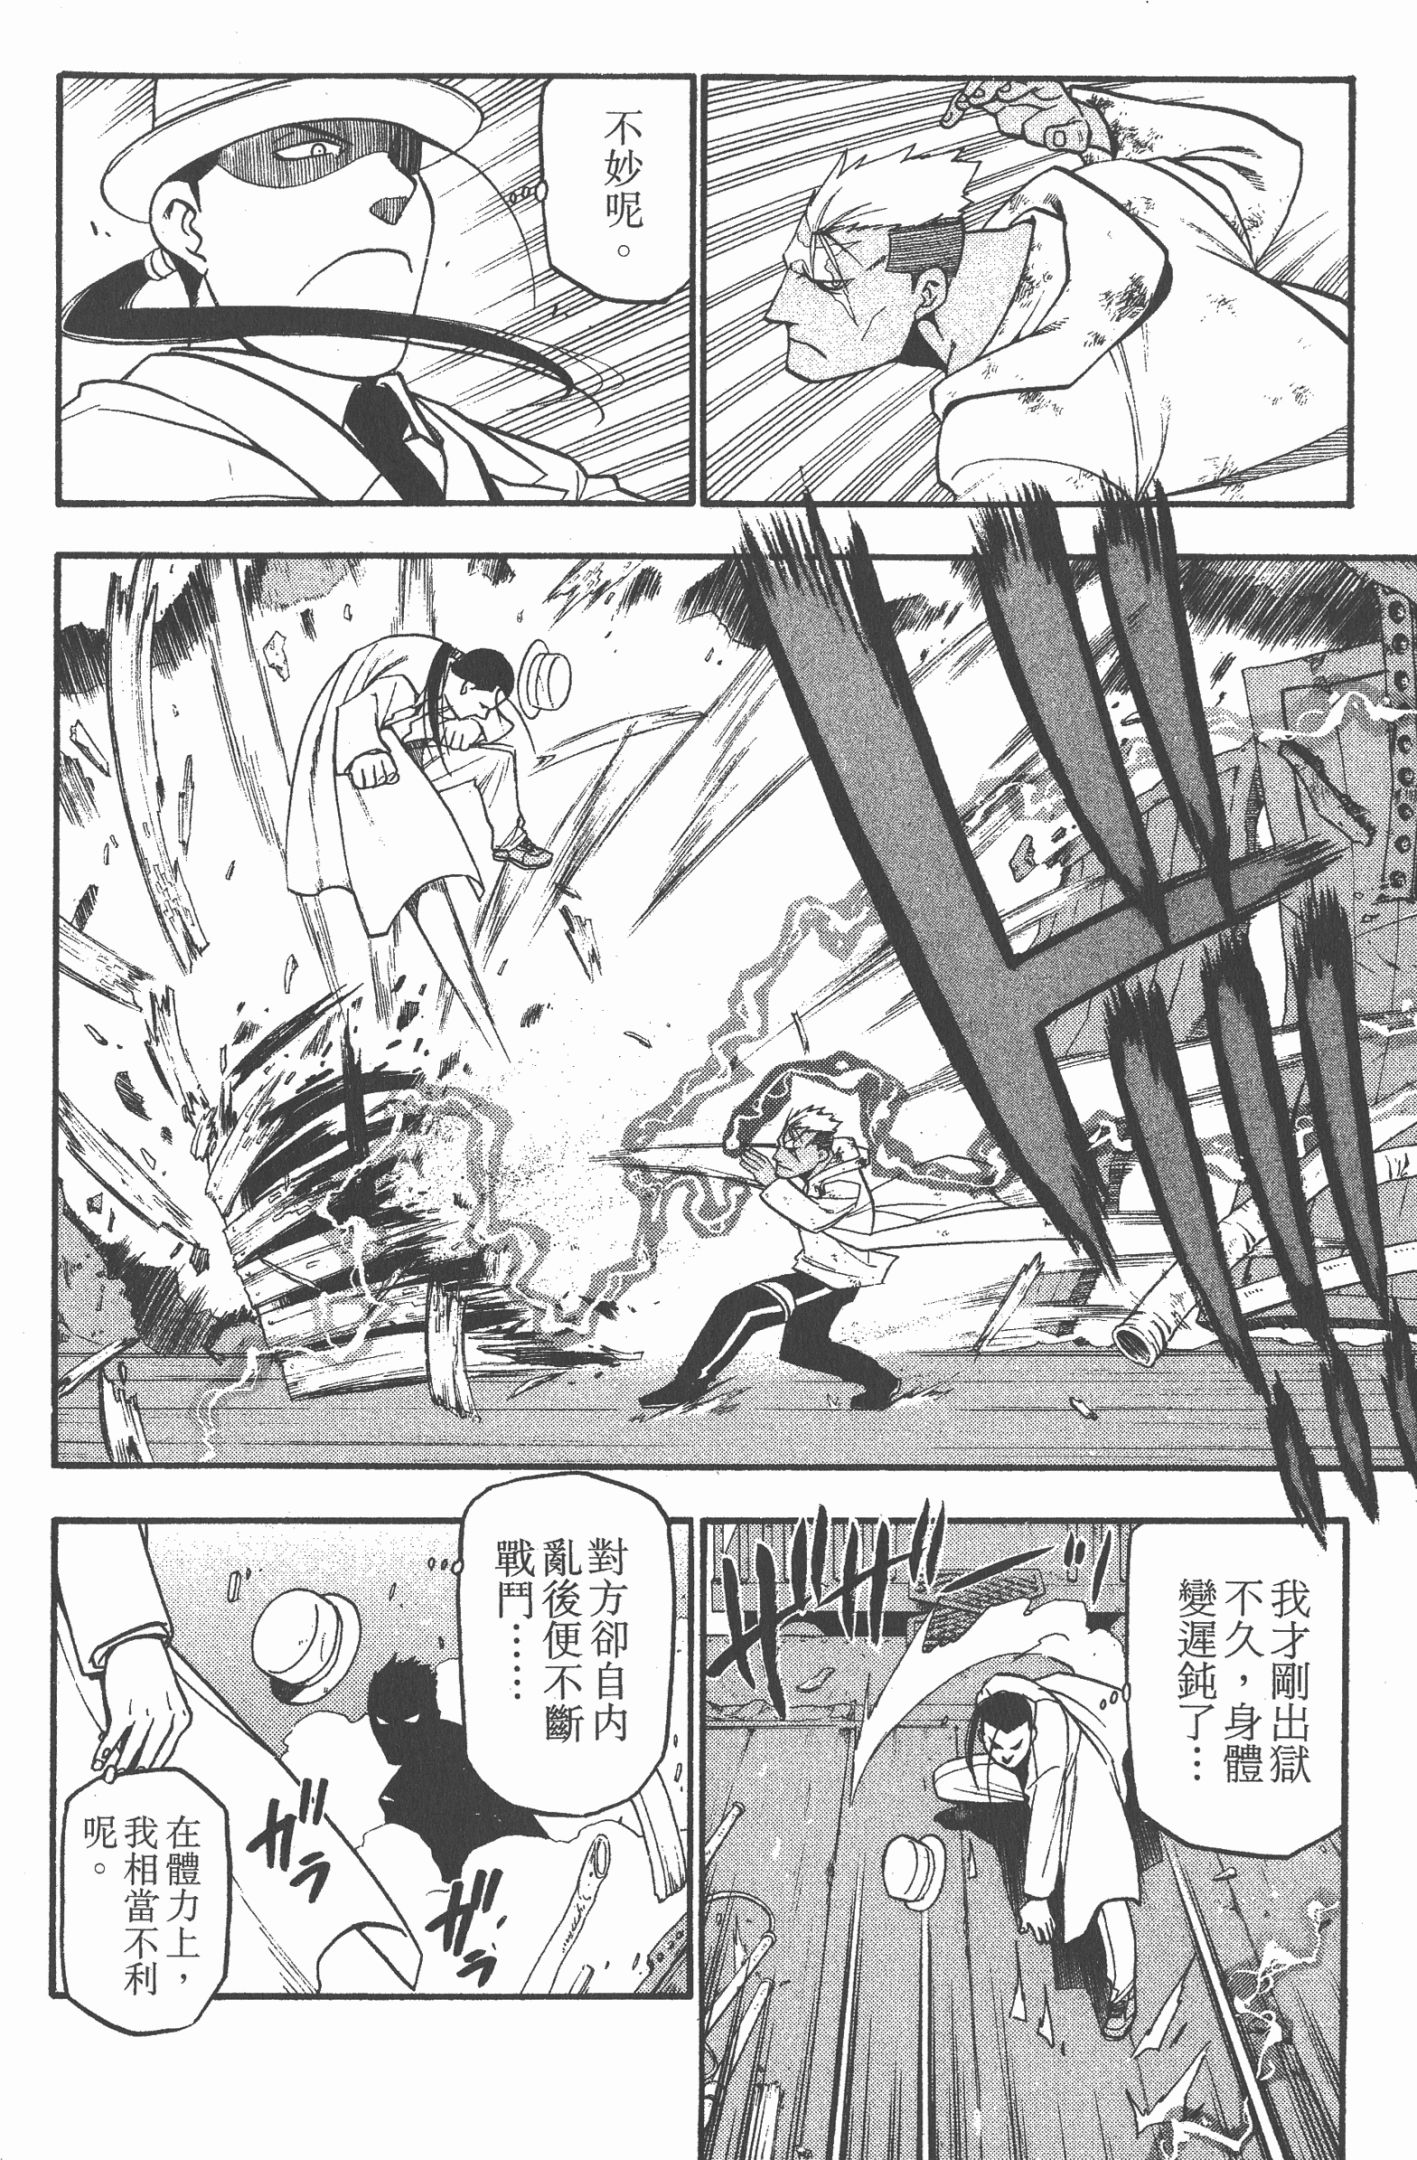 不妙呢。
我才剛出獄
不久，身體
變遲鈍了…
對方卻自內
亂後便不斷
戰鬥……
ガラ
ガラ
在體力上，
我相當不利
呢。